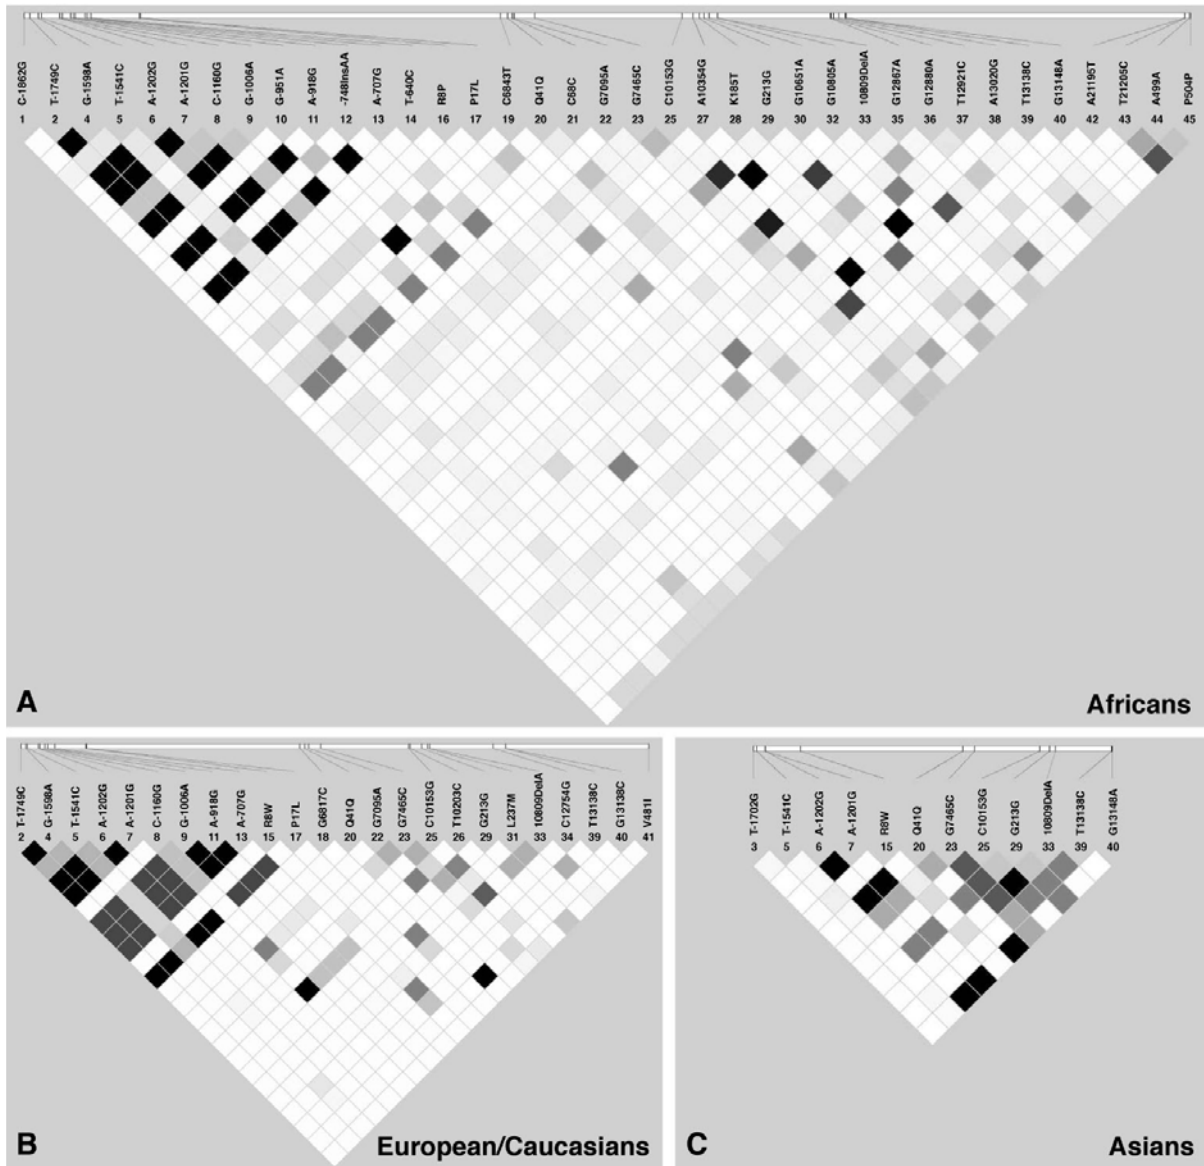 C-1862G T-1749C G-1598A T-1541C A-1202G A-1201G C-1160G G-1006A G-951A A-918G -748InsAA A-707G T-640C R8P P17L C6843T Q41Q C68C G7095A G7465C C10153G A10354G K185T G213G G10651A G10805A 10809DelA G12867A G12880A T12921C A13020G T13138C G13148A A21195T T21205C A499A P504P
1 2 4 5 6 7 8 9 10 11 12 13 14 16 17 19 20 21 22 23 25 27 28 29 30 32 33 35 36 37 38 39 40 42 43 44 45
A
Africans
T-1749C G-1598A T-1541C A-1202G A-1201G C-1160G G-1006A A-918G A-707G R8W P17L G6817C Q41Q G7095A G7465C C10153G T10203C G213G L237M 10809DelA C12754G T13138C G13138C V481I
2 4 5 6 7 8 9 11 13 15 17 18 20 22 23 25 26 29 31 33 34 39 40 41
B
European/Caucasians
T-1702G T-1541C A-1202G A-1201G R8W Q41Q G7465C C10153G G213G 10809DelA T13138C G13148A
3 5 6 7 15 20 23 25 29 33 39 40
C
Asians